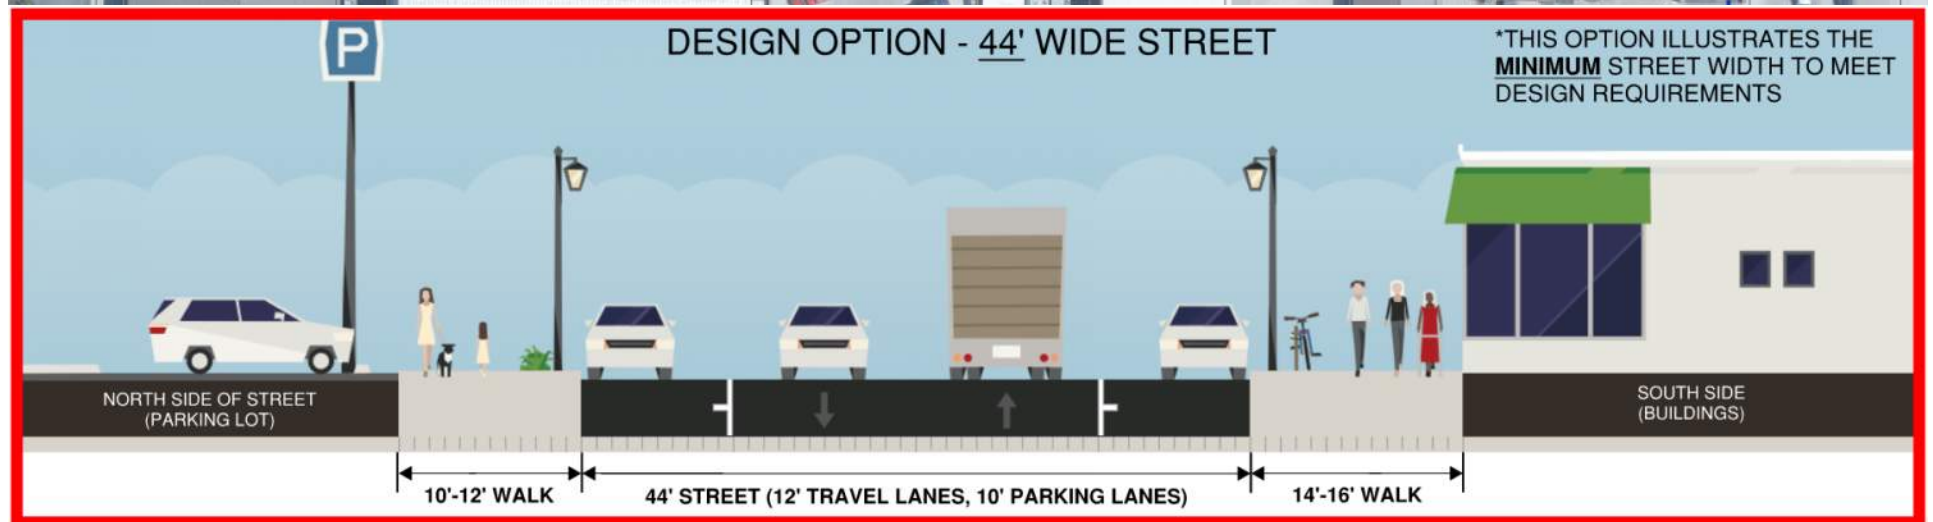 P
DESIGN OPTION - 44' WIDE STREET
*THIS OPTION ILLUSTRATES THE
MINIMUM STREET WIDTH TO MEET
DESIGN REQUIREMENTS
NORTH SIDE OF STREET
(PARKING LOT)
SOUTH SIDE
(BUILDINGS)
10'-12' WALK
44' STREET (12' TRAVEL LANES, 10' PARKING LANES)
14'-16' WALK